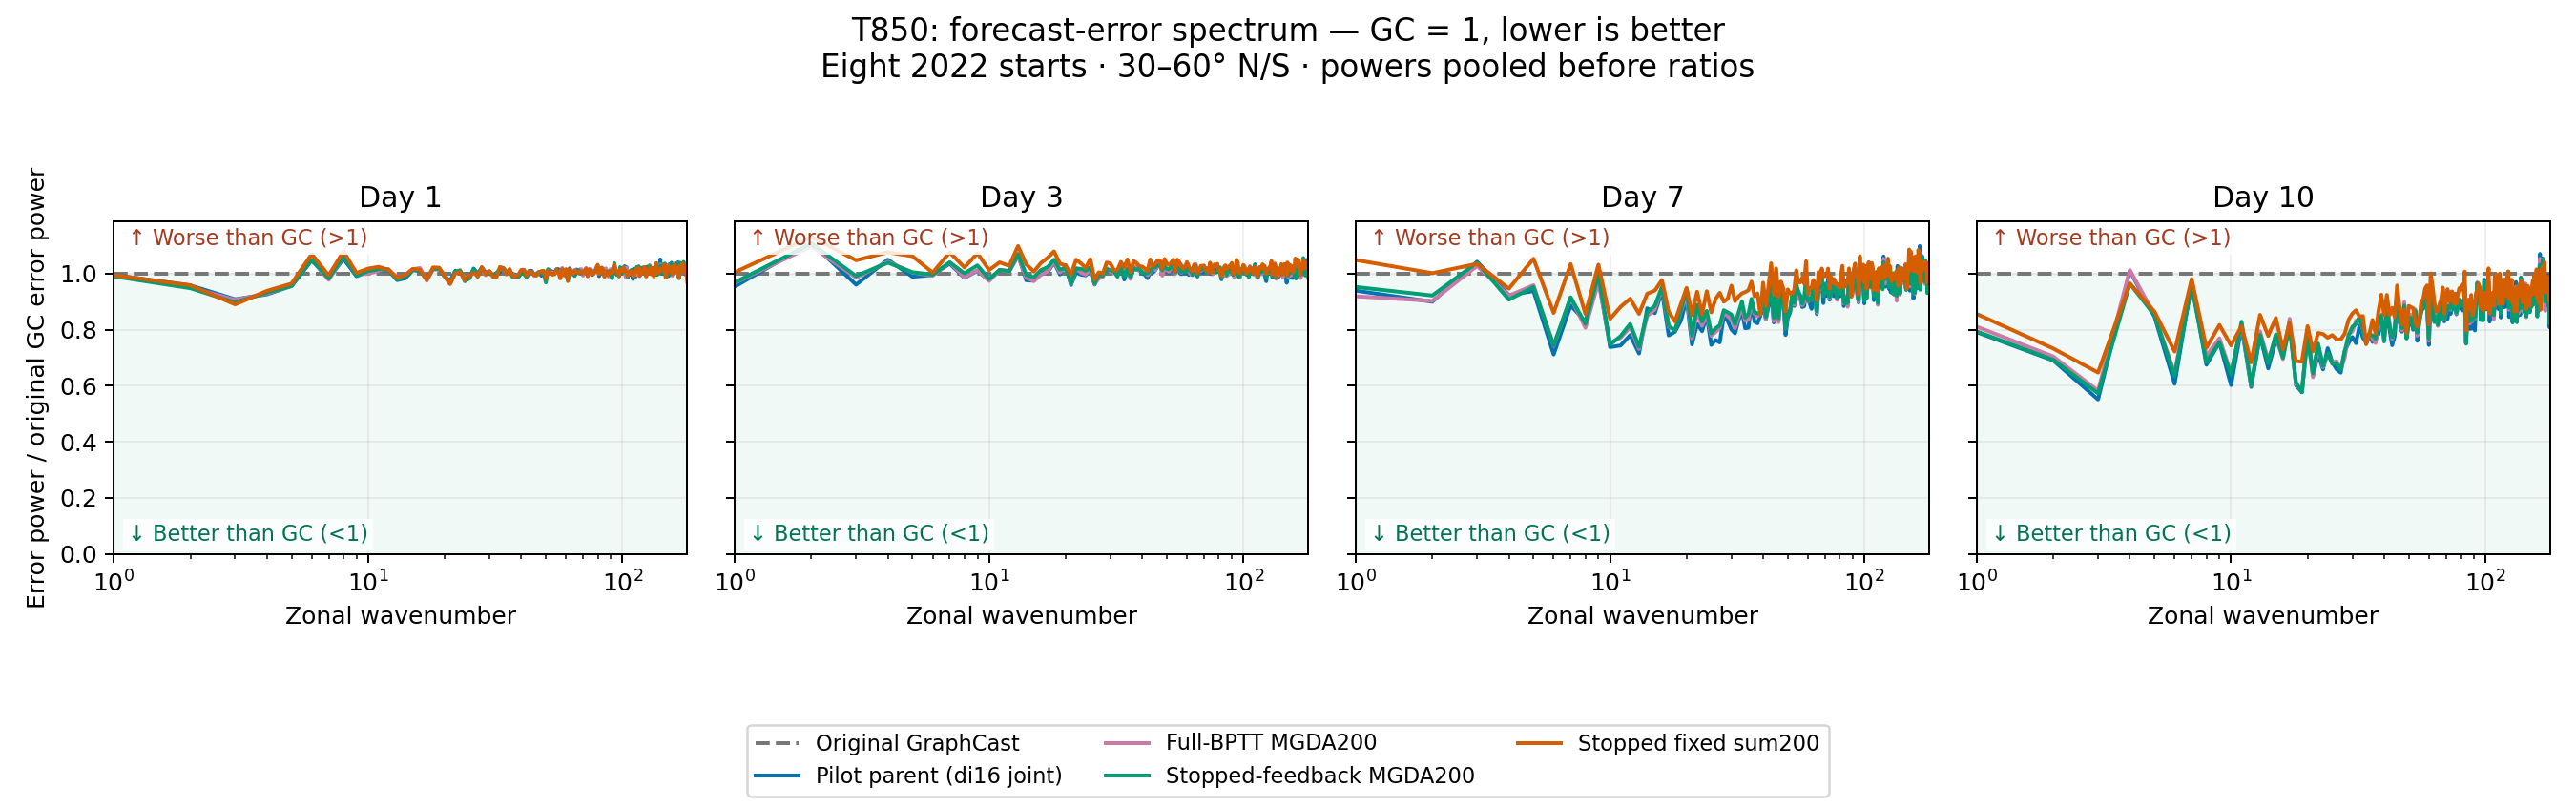 T850: forecast-error spectrum — GC = 1, lower is better
Eight 2022 starts · 30–60° N/S · powers pooled before ratios
Error power / original GC error power
Day 1
↑ Worse than GC (>1)
↓ Better than GC (<1)
1.0
0.8
0.6
0.4
0.2
0.0
10⁰
10¹
10²
Zonal wavenumber
Day 3
↑ Worse than GC (>1)
↓ Better than GC (<1)
10⁰
10¹
10²
Zonal wavenumber
Day 7
↑ Worse than GC (>1)
↓ Better than GC (<1)
10⁰
10¹
10²
Zonal wavenumber
Day 10
↑ Worse than GC (>1)
↓ Better than GC (<1)
10⁰
10¹
10²
Zonal wavenumber
Original GraphCast
Pilot parent (di16 joint)
Full-BPTT MGDA200
Stopped-feedback MGDA200
Stopped fixed sum200